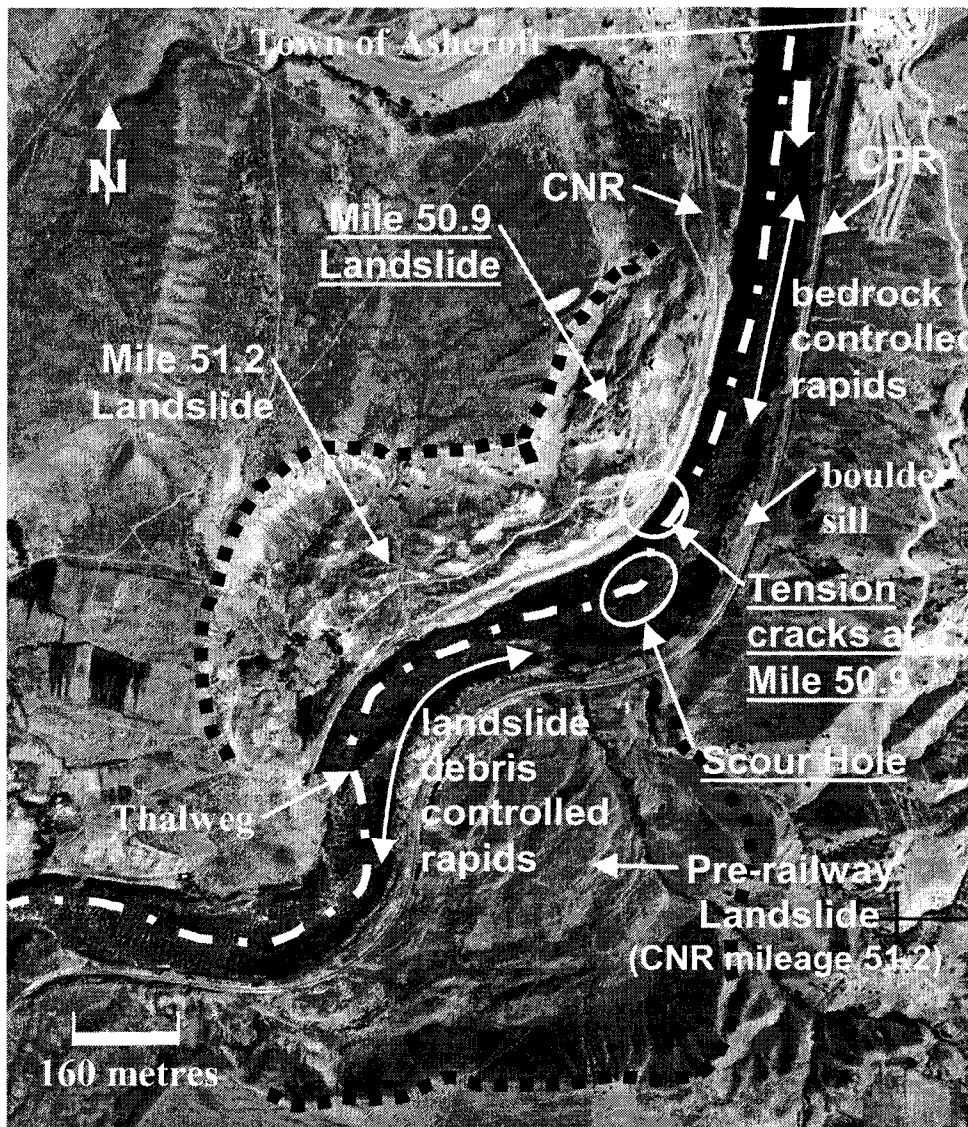 Town of Ashcroft
N
CNR
CPR
Mile 50.9
Landslide
bedrock
controlled
rapids
Mile 51.2
Landslide
boulder
sill
Tension
cracks at
Mile 50.9
landslide
debris
controlled
rapids
Scour Hole
Thalweg
Pre-railway
Landslide
(CNR mileage 51.2)
160 metres